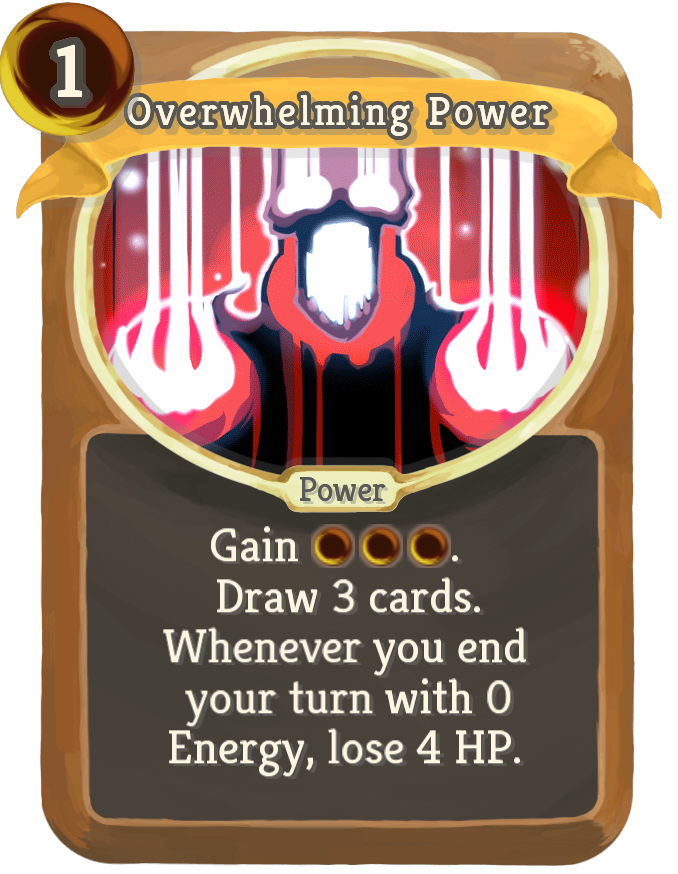 1
Overwhelming Power
Power
Gain .
Draw 3 cards.
Whenever you end
your turn with 0
Energy, lose 4 HP.